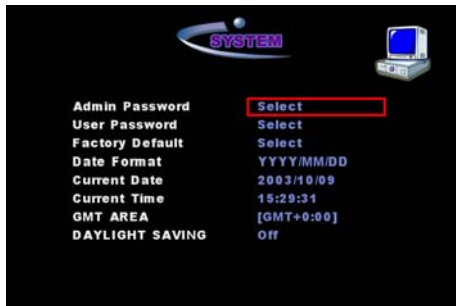 SYSTEM
Admin Password Select
User Password Select
Factory Default Select
Date Format YYYY/MM/DD
Current Date 2003/10/09
Current Time 15:29:31
GMT AREA [GMT+0:00]
DAYLIGHT SAVING Off